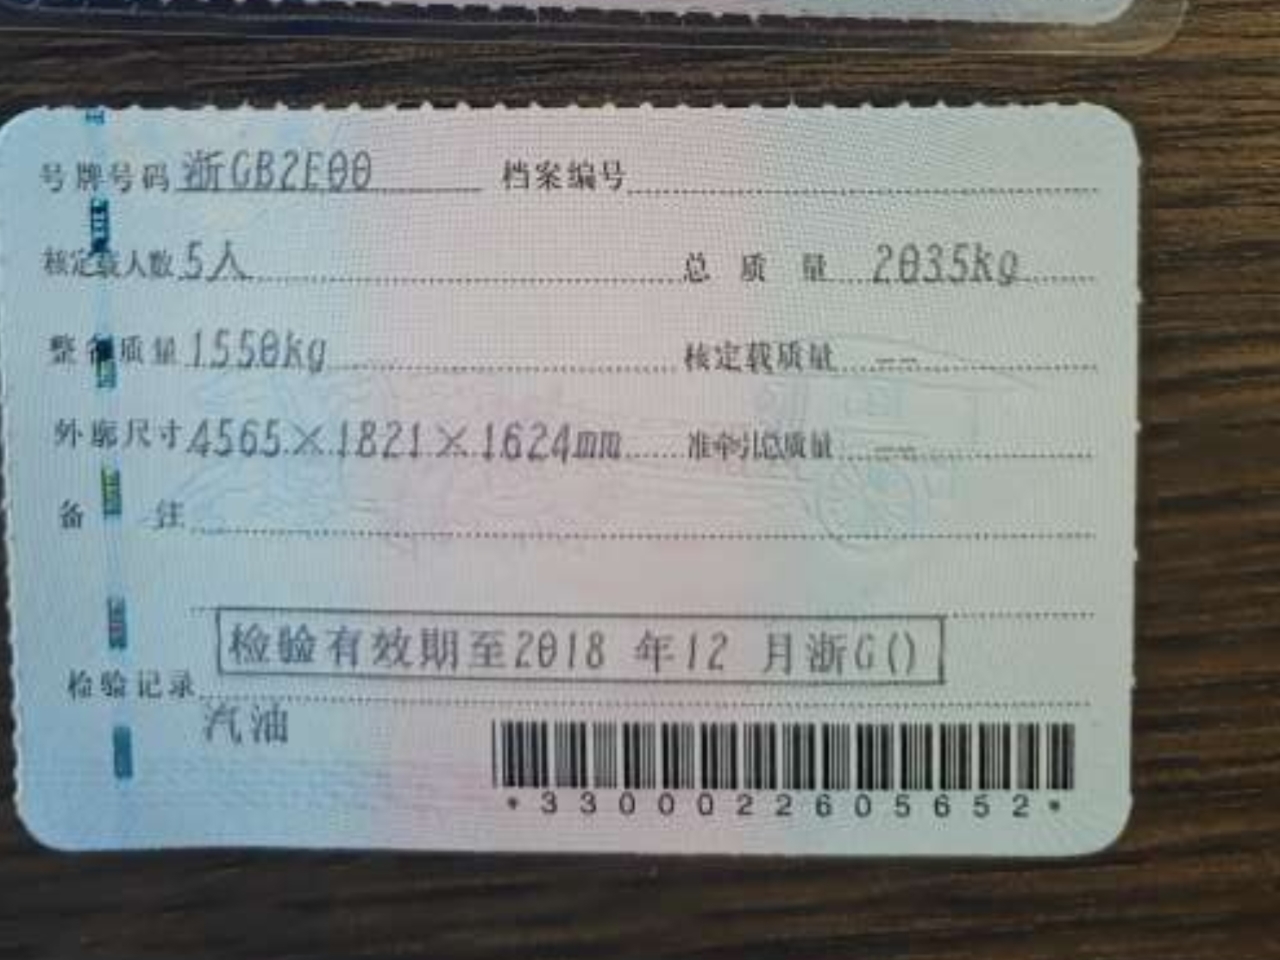 号牌号码 浙GB2E00 档案编号
核定载人数 5人 总质量 2035kg
整备质量 1550kg 核定载质量 --
外廓尺寸 4565×1821×1624mm 准牵引总质量 --
备注
检验有效期至2018 年12 月浙G()
检验记录
汽油
*3300022605652*